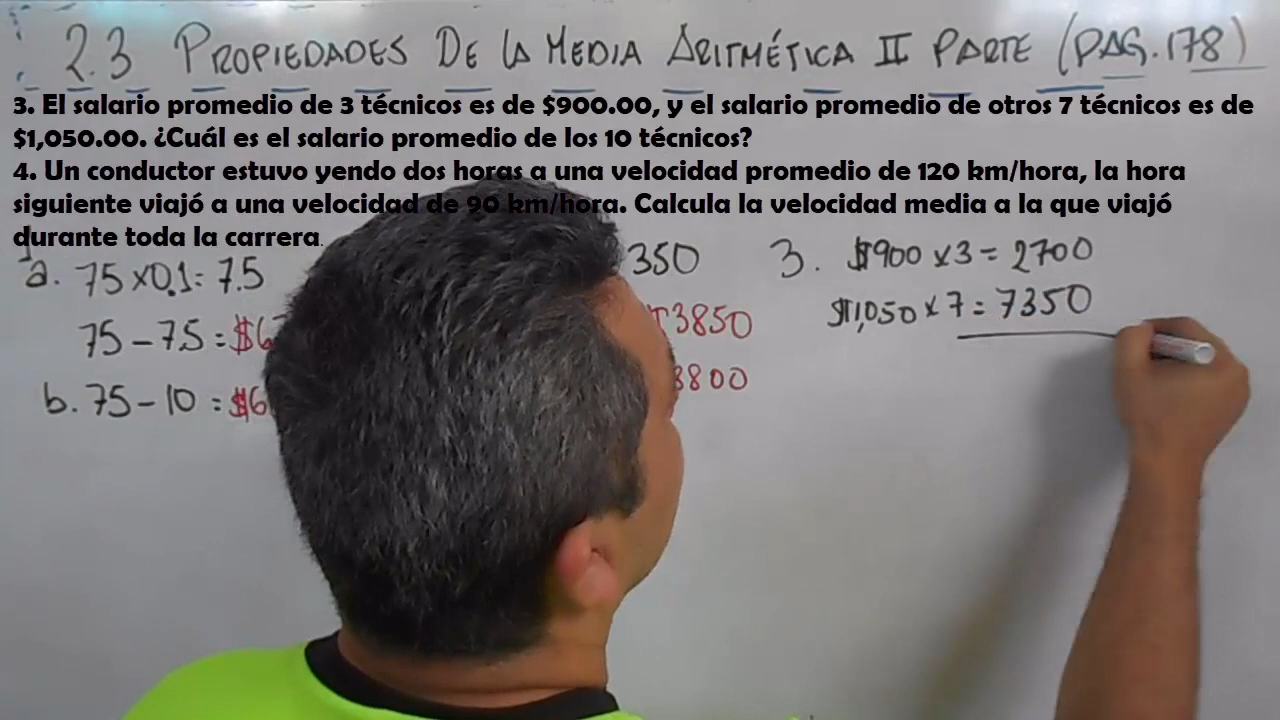 2.3 PROPIEDADES DE LA MEDIA ARITMÉTICA II PARTE (PAG. 178)
3. El salario promedio de 3 técnicos es de $900.00, y el salario promedio de otros 7 técnicos es de
$1,050.00. ¿Cuál es el salario promedio de los 10 técnicos?
4. Un conductor estuvo yendo dos horas a una velocidad promedio de 120 km/hora, la hora
siguiente viajó a una velocidad de 90 km/hora. Calcula la velocidad media a la que viajó
durante toda la carrera.
a. 75 x 0.1 = 7.5
75 - 7.5 = $6
b. 75 - 10 = $6
350
3850
3800
3. $900 x 3 = 2700
$1,050 x 7 = 7350